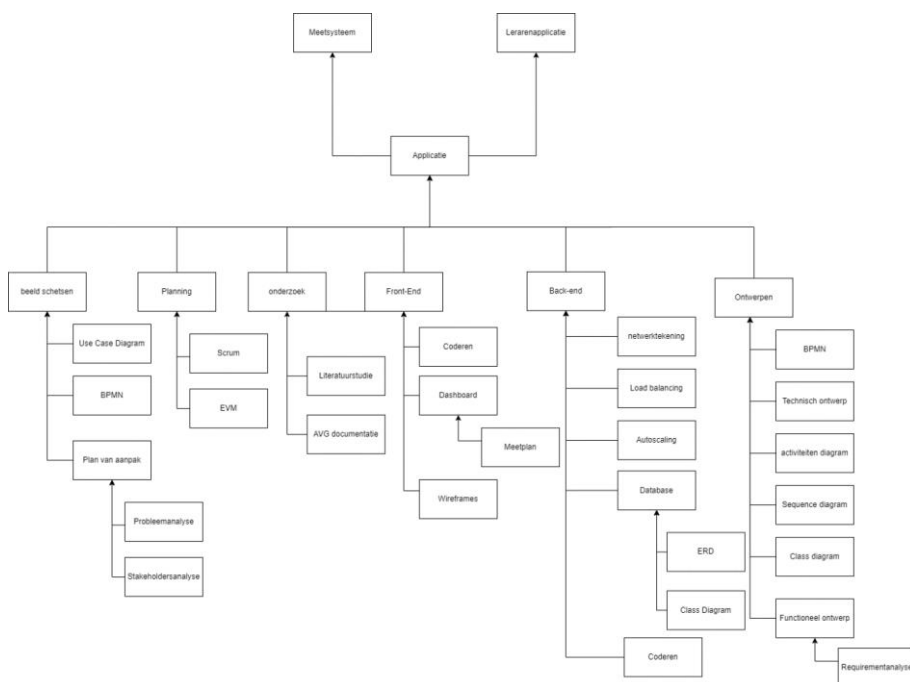 Meetsysteem
Lerarenapplicatie
Applicatie
beeld schetsen
Planning
onderzoek
Front-End
Back-end
Ontwerpen
Use Case Diagram
BPMN
Plan van aanpak
Probleemanalyse
Stakeholdersanalyse
Scrum
EVM
Literatuurstudie
AVG documentatie
Coderen
Dashboard
Meetplan
Wireframes
netwerktekening
Load balancing
Autoscaling
Database
ERD
Class Diagram
Coderen
BPMN
Technisch ontwerp
activiteiten diagram
Sequence diagram
Class diagram
Functioneel ontwerp
Requirementanalyse